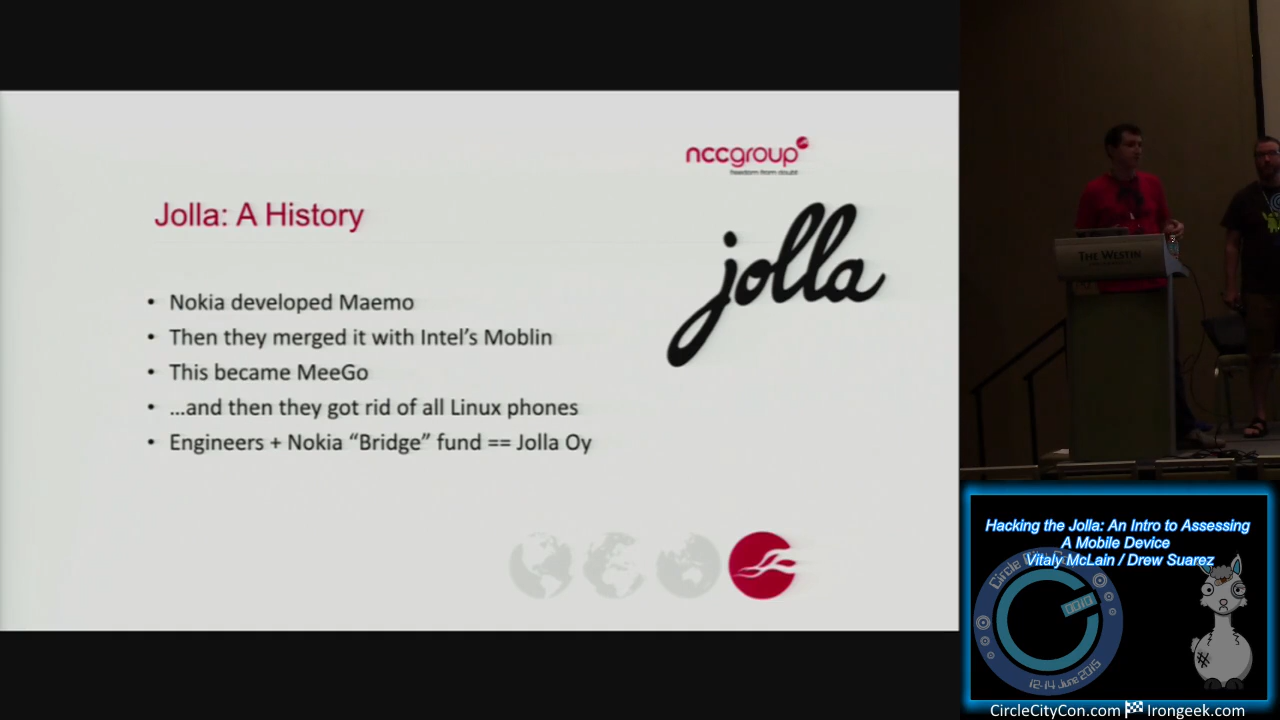 nccgroup
freedom from doubt
jolla
Jolla: A History
• Nokia developed Maemo
• Then they merged it with Intel's Moblin
• This became MeeGo
• …and then they got rid of all Linux phones
• Engineers + Nokia “Bridge” fund == Jolla Oy
THE WESTIN
Hacking the Jolla: An Intro to Assessing
A Mobile Device
Vitaly McLain / Drew Suarez
Circle City Con
12-14 June 2015
CircleCityCon.com Irongeek.com